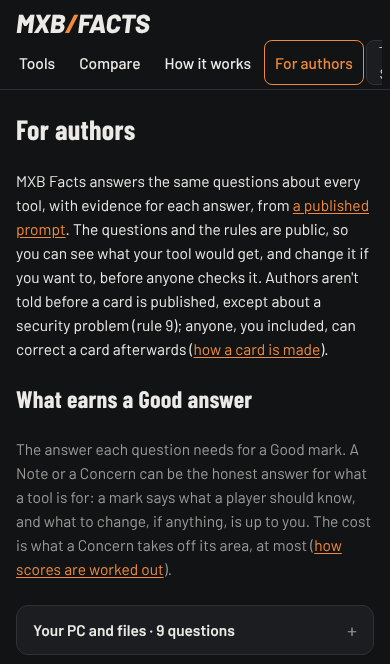 MXB/FACTS
Tools Compare How it works For authors
For authors
MXB Facts answers the same questions about every
tool, with evidence for each answer, from a published
prompt. The questions and the rules are public, so
you can see what your tool would get, and change it if
you want to, before anyone checks it. Authors aren't
told before a card is published, except about a
security problem (rule 9); anyone, you included, can
correct a card afterwards (how a card is made).
What earns a Good answer
The answer each question needs for a Good mark. A
Note or a Concern can be the honest answer for what
a tool is for: a mark says what a player should know,
and what to change, if anything, is up to you. The cost
is what a Concern takes off its area, at most (how
scores are worked out).
Your PC and files · 9 questions +